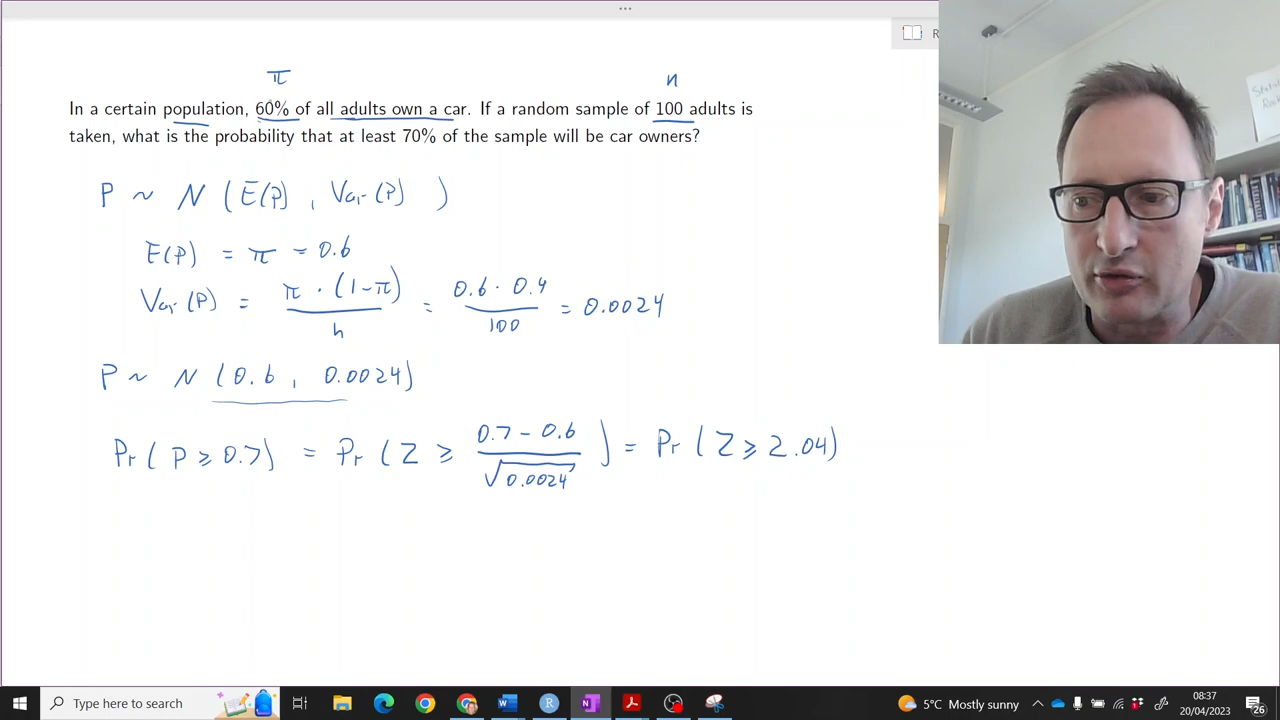 π
n
In a certain population, 60% of all adults own a car. If a random sample of 100 adults is
taken, what is the probability that at least 70% of the sample will be car owners?
P ~ N ( E(P) , Var(P) )
E(P) = π = 0.6
Var(P) = π · (1-π) / n = 0.6 · 0.4 / 100 = 0.0024
P ~ N (0.6 , 0.0024)
Pr( P ≥ 0.7) = Pr( Z ≥ 0.7 - 0.6 / √0.0024 ) = Pr( Z ≥ 2.04)
Type here to search
5°C Mostly sunny
08:37
20/04/2023
26